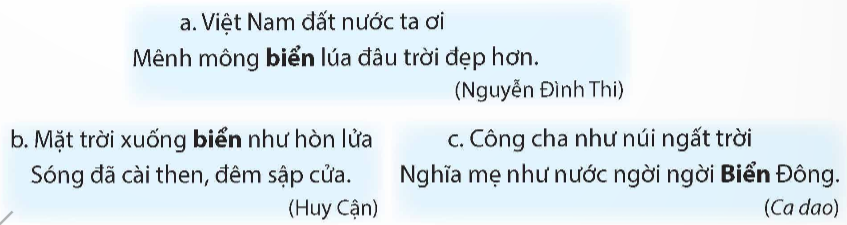 a. Việt Nam đất nước ta ơi
Mênh mông biển lúa đâu trời đẹp hơn.
(Nguyễn Đình Thi)
b. Mặt trời xuống biển như hòn lửa
Sóng đã cài then, đêm sập cửa.
(Huy Cận)
c. Công cha như núi ngất trời
Nghĩa mẹ như nước ngời ngời Biển Đông.
(Ca dao)